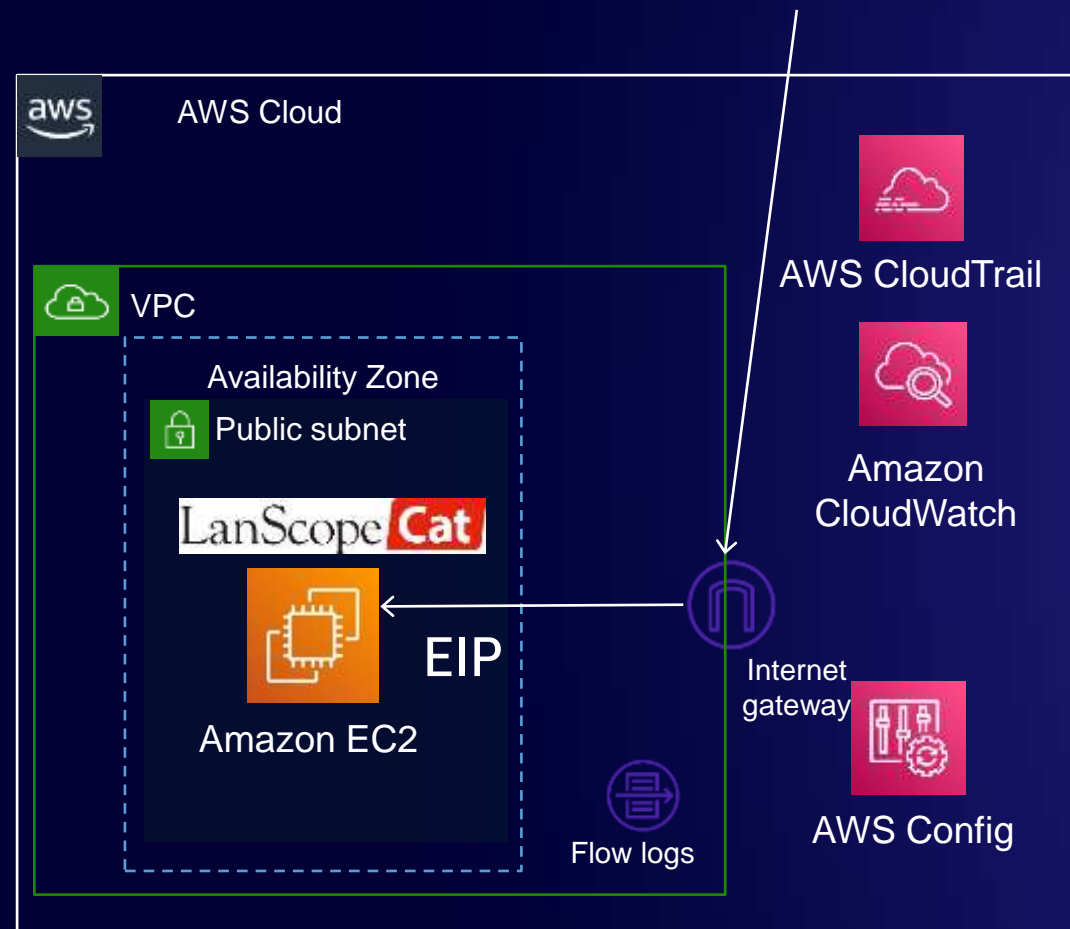 aws
AWS Cloud
AWS CloudTrail
VPC
Availability Zone
Public subnet
Amazon
CloudWatch
LanScope Cat
EIP
Internet
gateway
Amazon EC2
Flow logs
AWS Config